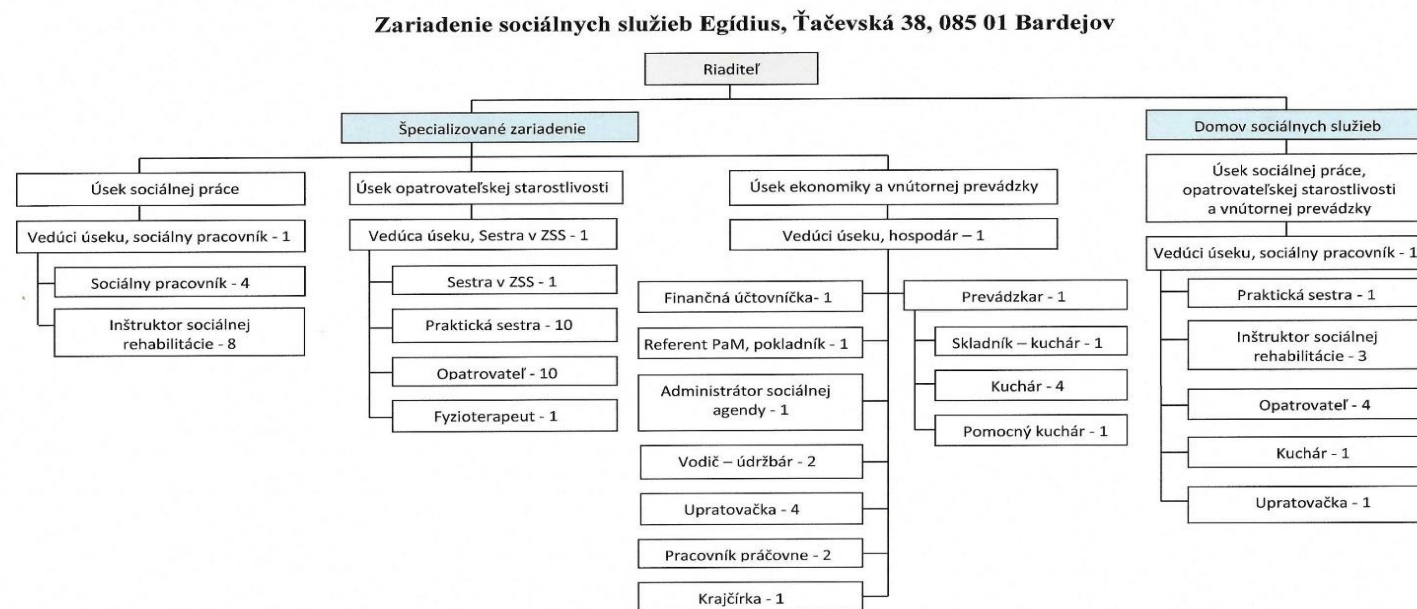 Zariadenie sociálnych služieb Egídius, Ťačevská 38, 085 01 Bardejov
Riaditeľ
Špecializované zariadenie
Domov sociálnych služieb
Úsek sociálnej práce
Vedúci úseku, sociálny pracovník - 1
Sociálny pracovník - 4
Inštruktor sociálnej
rehabilitácie - 8
Úsek opatrovateľskej starostlivosti
Vedúca úseku, Sestra v ZSS - 1
Sestra v ZSS - 1
Praktická sestra - 10
Opatrovateľ - 10
Fyzioterapeut - 1
Úsek ekonomiky a vnútornej prevádzky
Vedúci úseku, hospodár – 1
Finančná účtovníčka- 1
Referent PaM, pokladník - 1
Administrátor sociálnej
agendy - 1
Vodič – údržbár - 2
Upratovačka - 4
Pracovník práčovne - 2
Krajčírka - 1
Prevádzkar - 1
Skladník – kuchár - 1
Kuchár - 4
Pomocný kuchár - 1
Úsek sociálnej práce,
opatrovateľskej starostlivosti
a vnútornej prevádzky
Vedúci úseku, sociálny pracovník - 1
Praktická sestra - 1
Inštruktor sociálnej
rehabilitácie - 3
Opatrovateľ - 4
Kuchár - 1
Upratovačka - 1